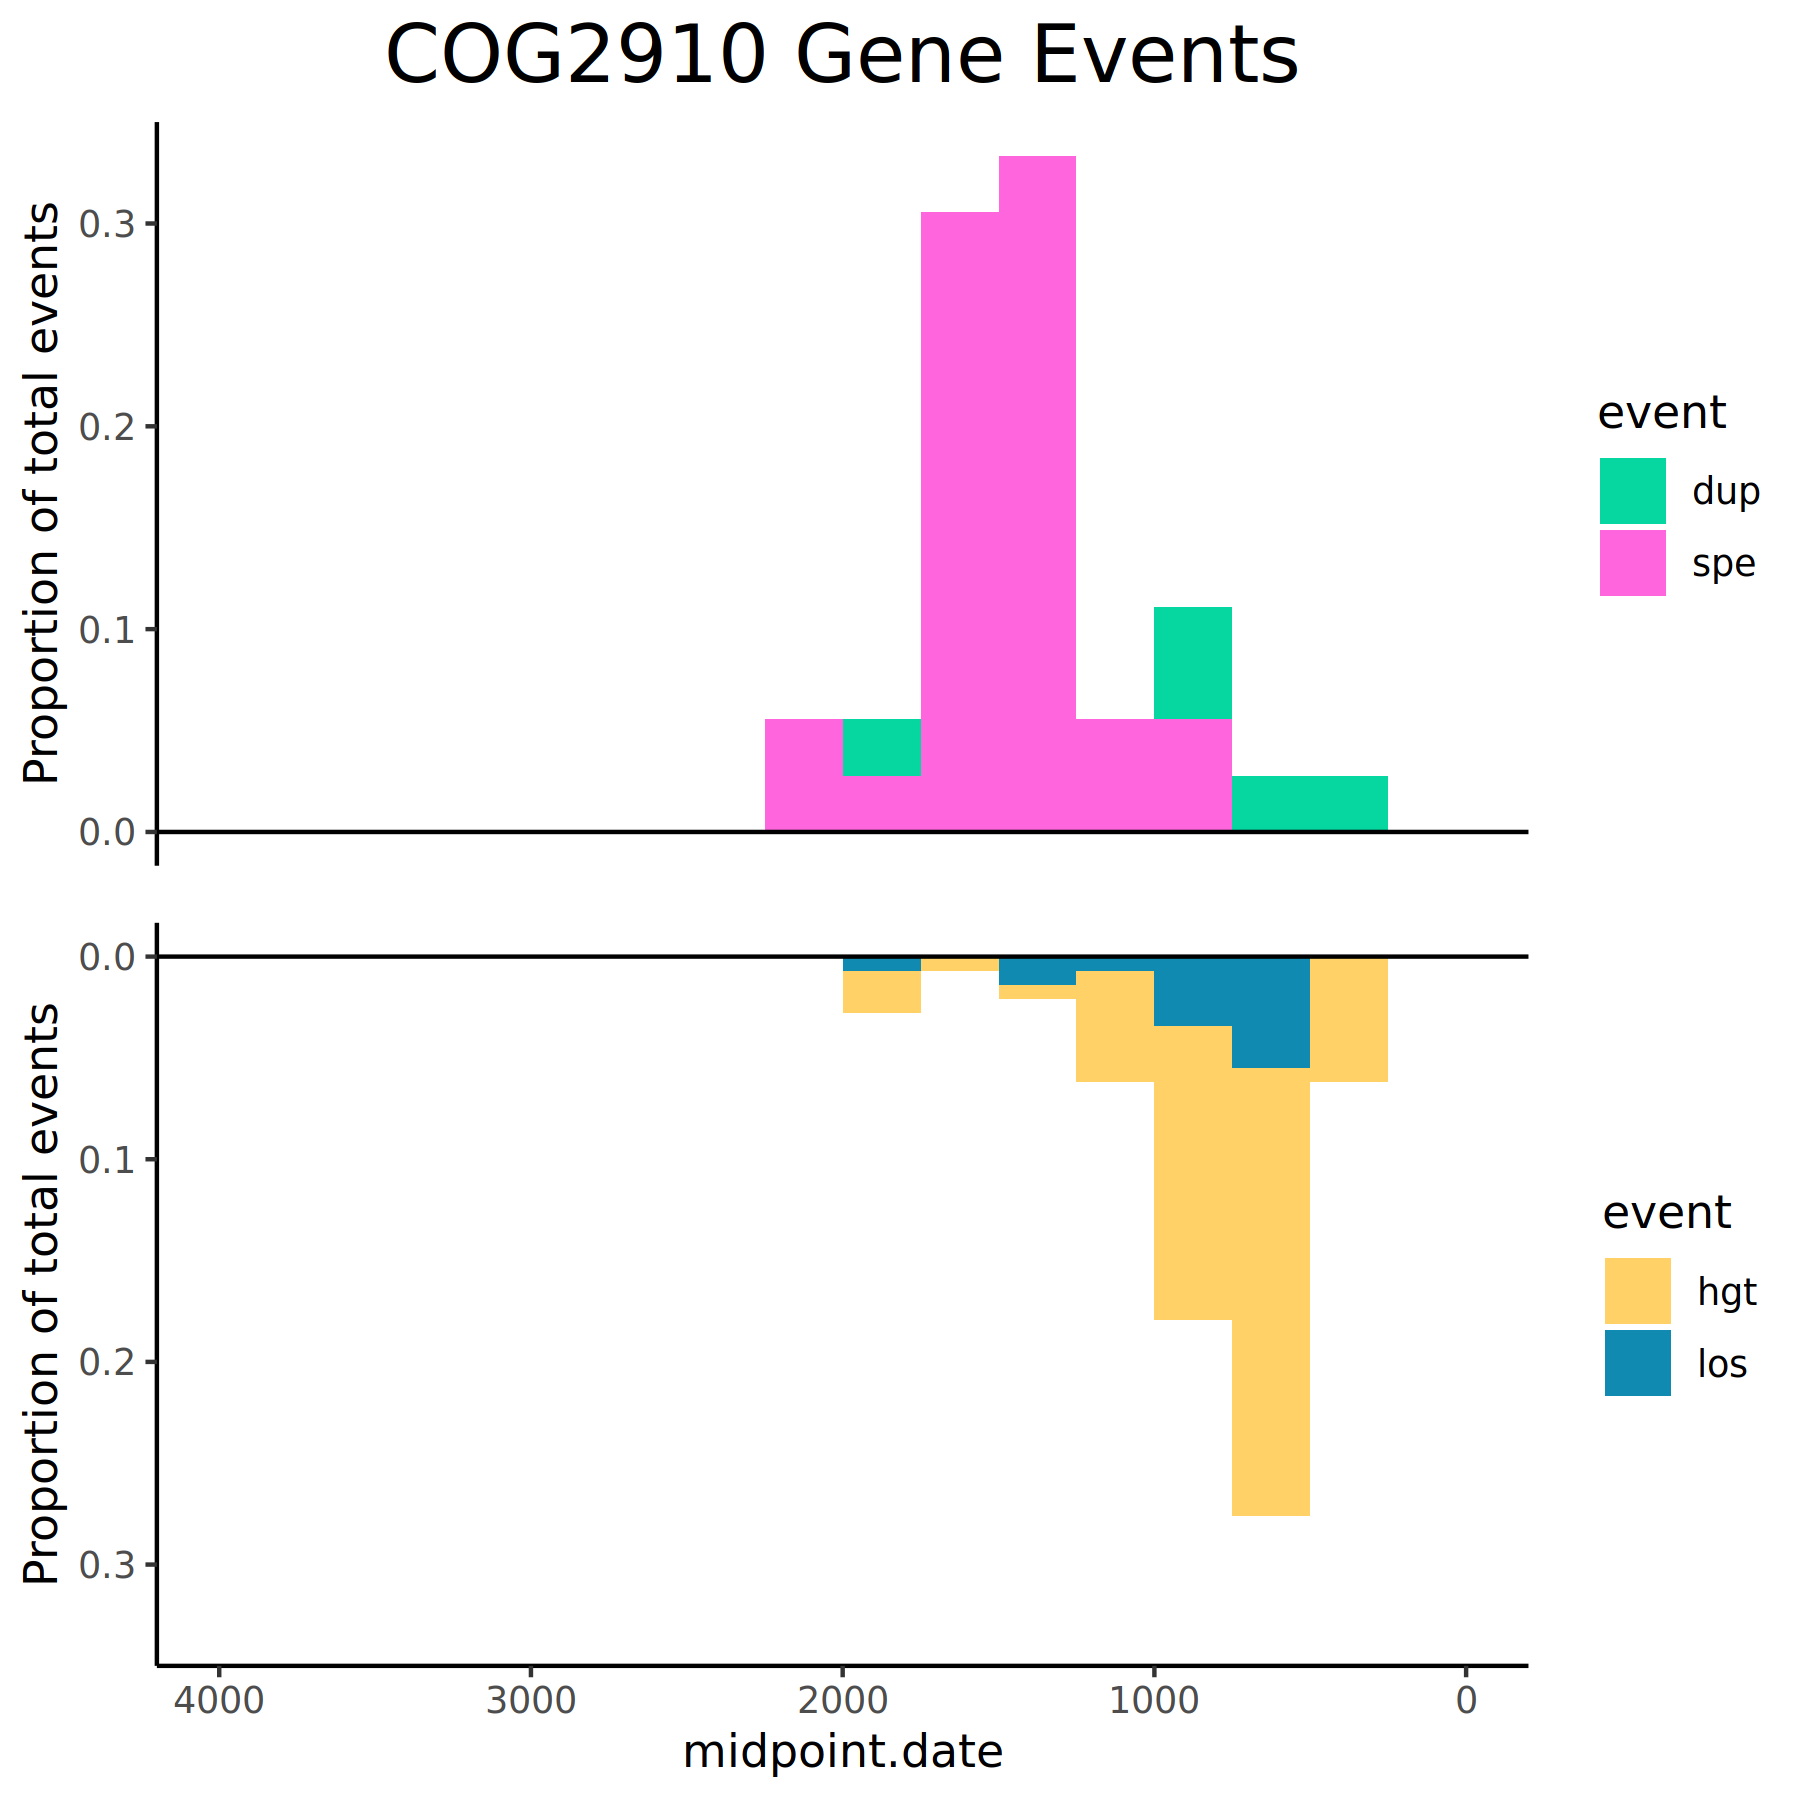 COG2910 Gene Events
Proportion of total events
0.3
0.2
0.1
0.0
event
dup
spe
Proportion of total events
0.0
0.1
0.2
0.3
event
hgt
los
4000 3000 2000 1000 0
midpoint.date